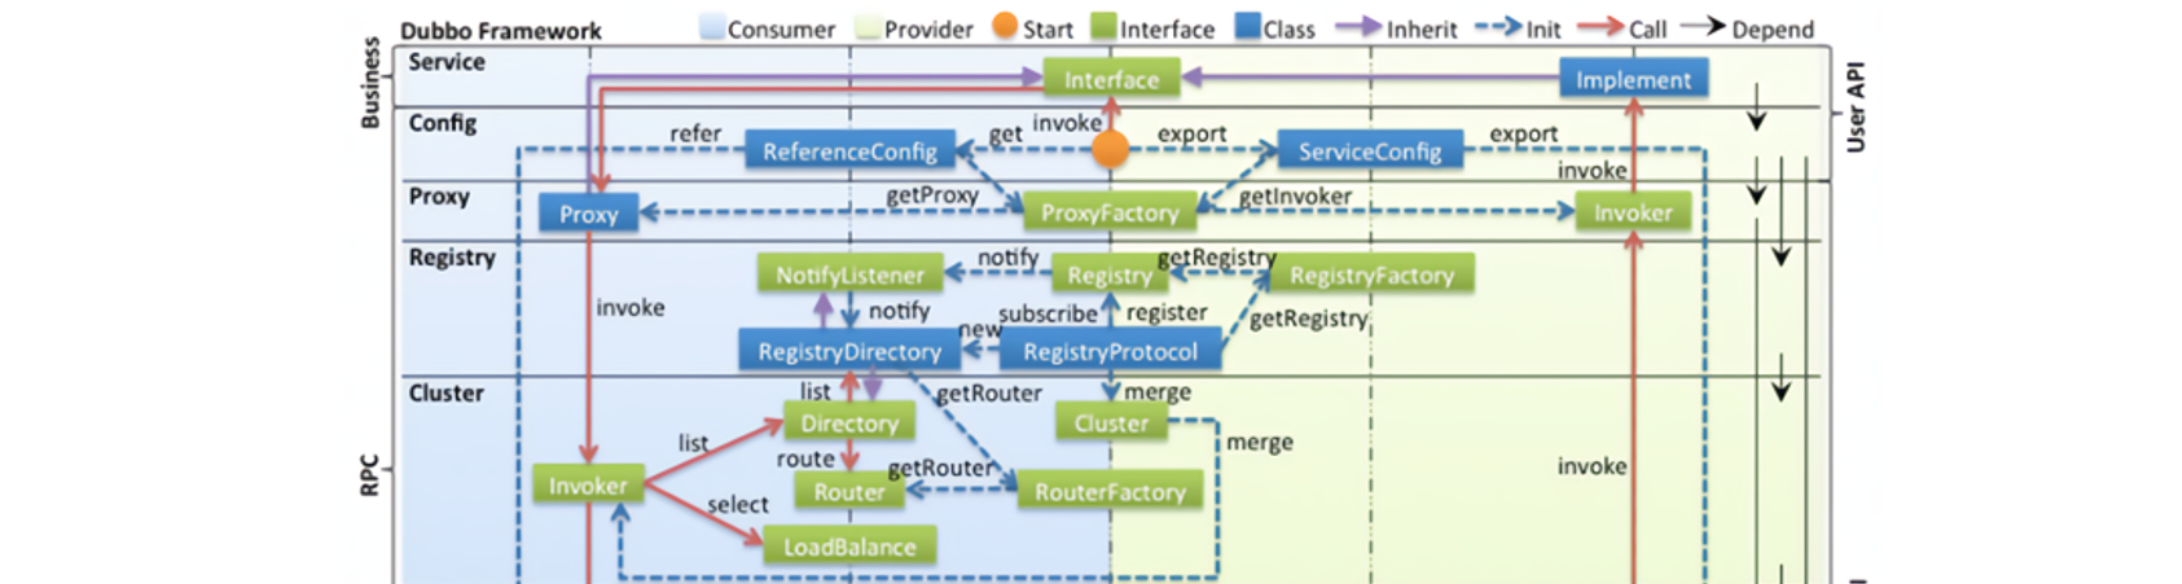 Dubbo Framework Consumer Provider Start Interface Class Inherit Init Call Depend
Business
Service
Interface
Implement
User API
Config
refer
ReferenceConfig
get
invoke
export
ServiceConfig
export
invoke
Proxy
Proxy
getProxy
ProxyFactory
getInvoker
Invoker
Registry
NotifyListener
notify
Registry
getRegistry
RegistryFactory
invoke
notify
subscribe
register
getRegistry
new
RegistryDirectory
RegistryProtocol
Cluster
list
getRouter
merge
Directory
Cluster
list
merge
RPC
route
getRouter
invoke
Invoker
Router
RouterFactory
select
LoadBalance